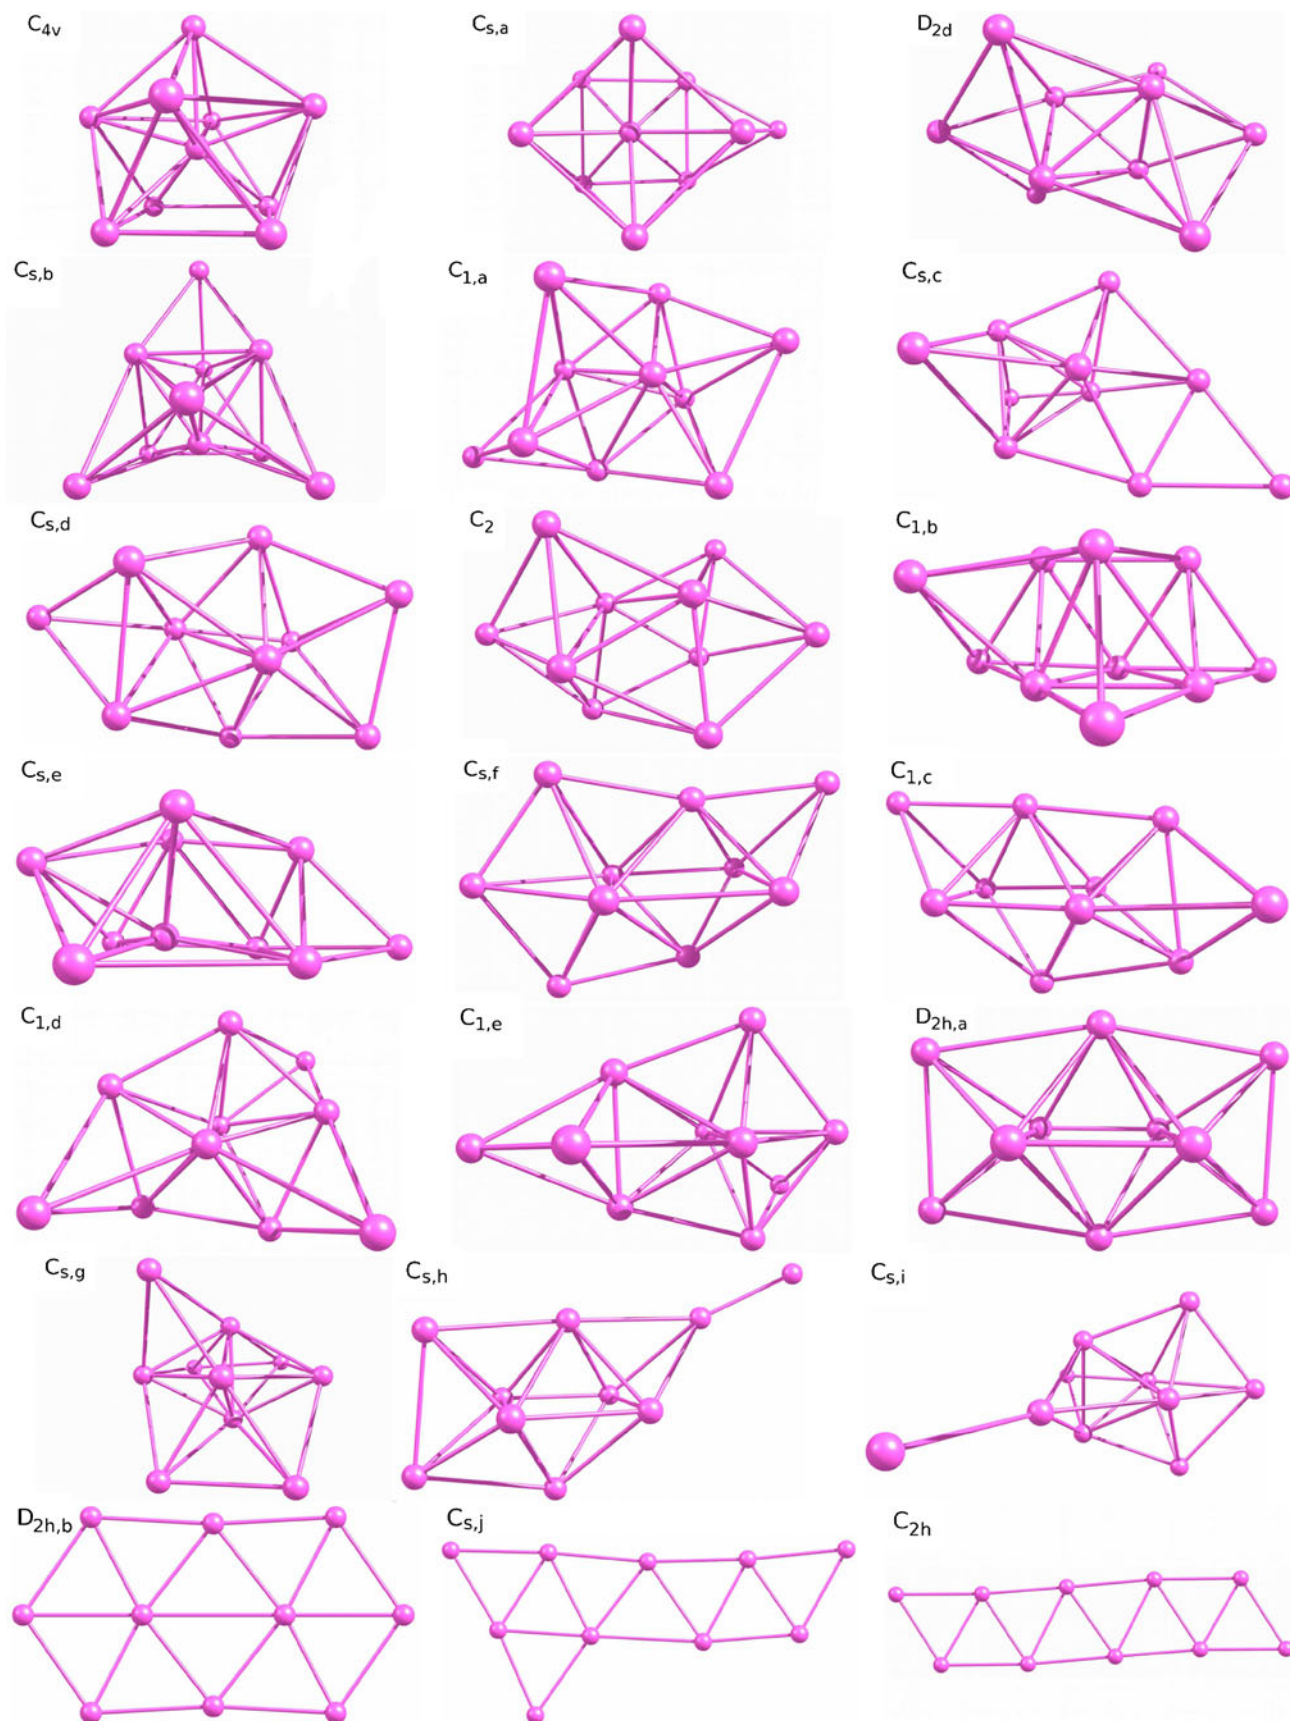 C4v
Cs,a
D2d
Cs,b
C1,a
Cs,c
Cs,d
C2
C1,b
Cs,e
Cs,f
C1,c
C1,d
C1,e
D2h,a
Cs,g
Cs,h
Cs,i
D2h,b
Cs,j
C2h